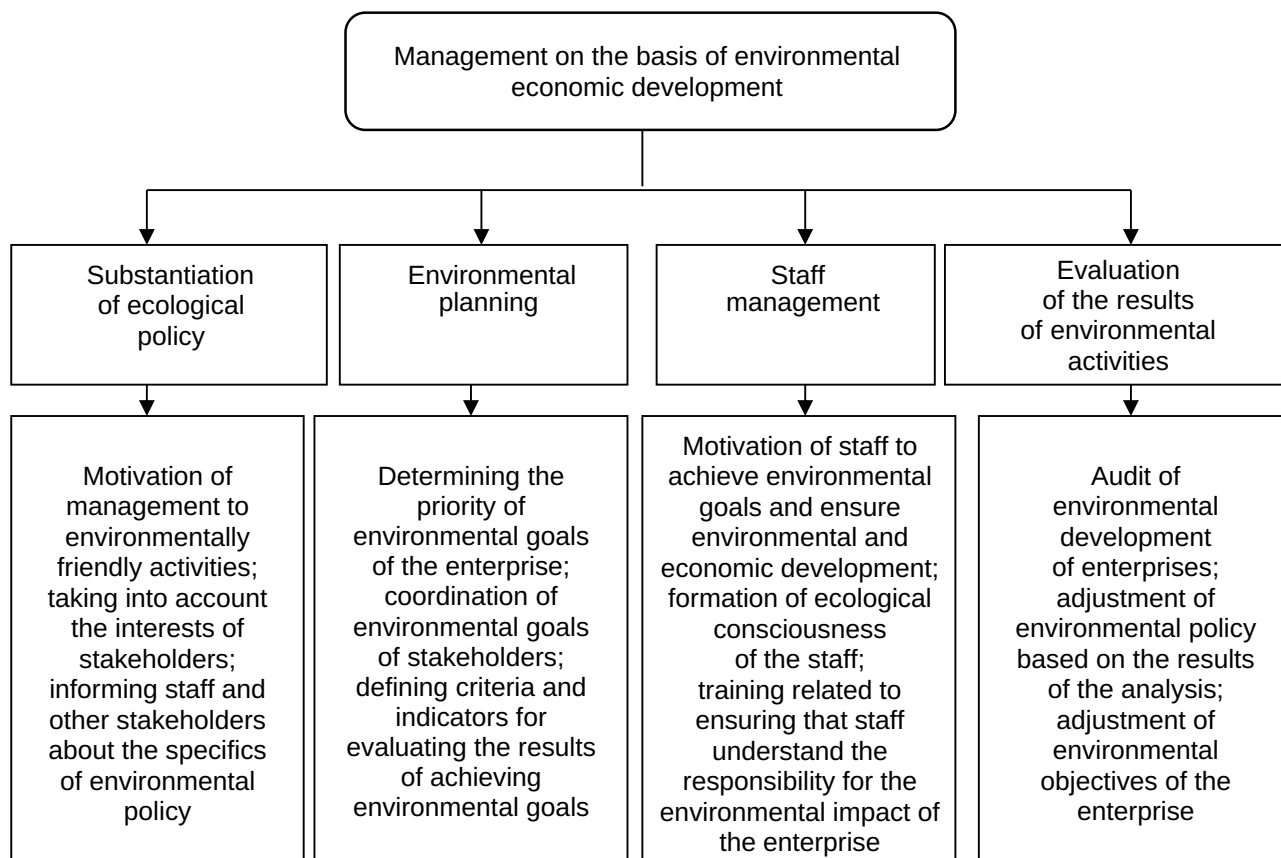 Management on the basis of environmental
economic development
Substantiation
of ecological
policy
Environmental
planning
Staff
management
Evaluation
of the results
of environmental
activities
Motivation of
management to
environmentally
friendly activities;
taking into account
the interests of
stakeholders;
informing staff and
other stakeholders
about the specifics
of environmental
policy
Determining the
priority of
environmental goals
of the enterprise;
coordination of
environmental goals
of stakeholders;
defining criteria and
indicators for
evaluating the results
of achieving
environmental goals
Motivation of staff to
achieve environmental
goals and ensure
environmental and
economic development;
formation of ecological
consciousness
of the staff;
training related to
ensuring that staff
understand the
responsibility for the
environmental impact of
the enterprise
Audit of
environmental
development
of enterprises;
adjustment of
environmental policy
based on the results
of the analysis;
adjustment of
environmental
objectives of the
enterprise